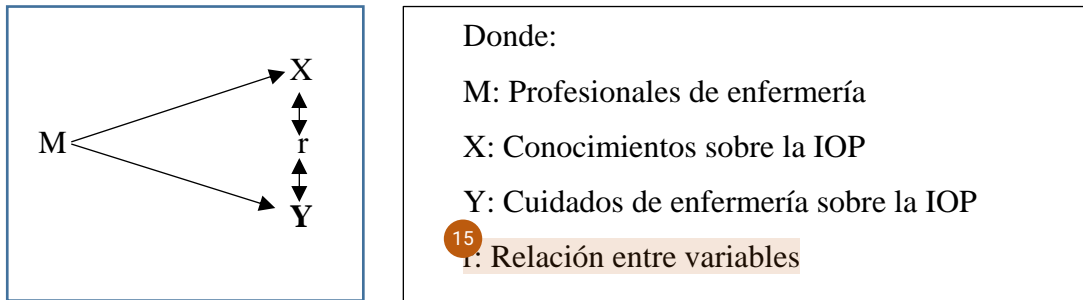 X
M
r
Y
Donde:
M: Profesionales de enfermería
X: Conocimientos sobre la IOP
Y: Cuidados de enfermería sobre la IOP
15
r: Relación entre variables